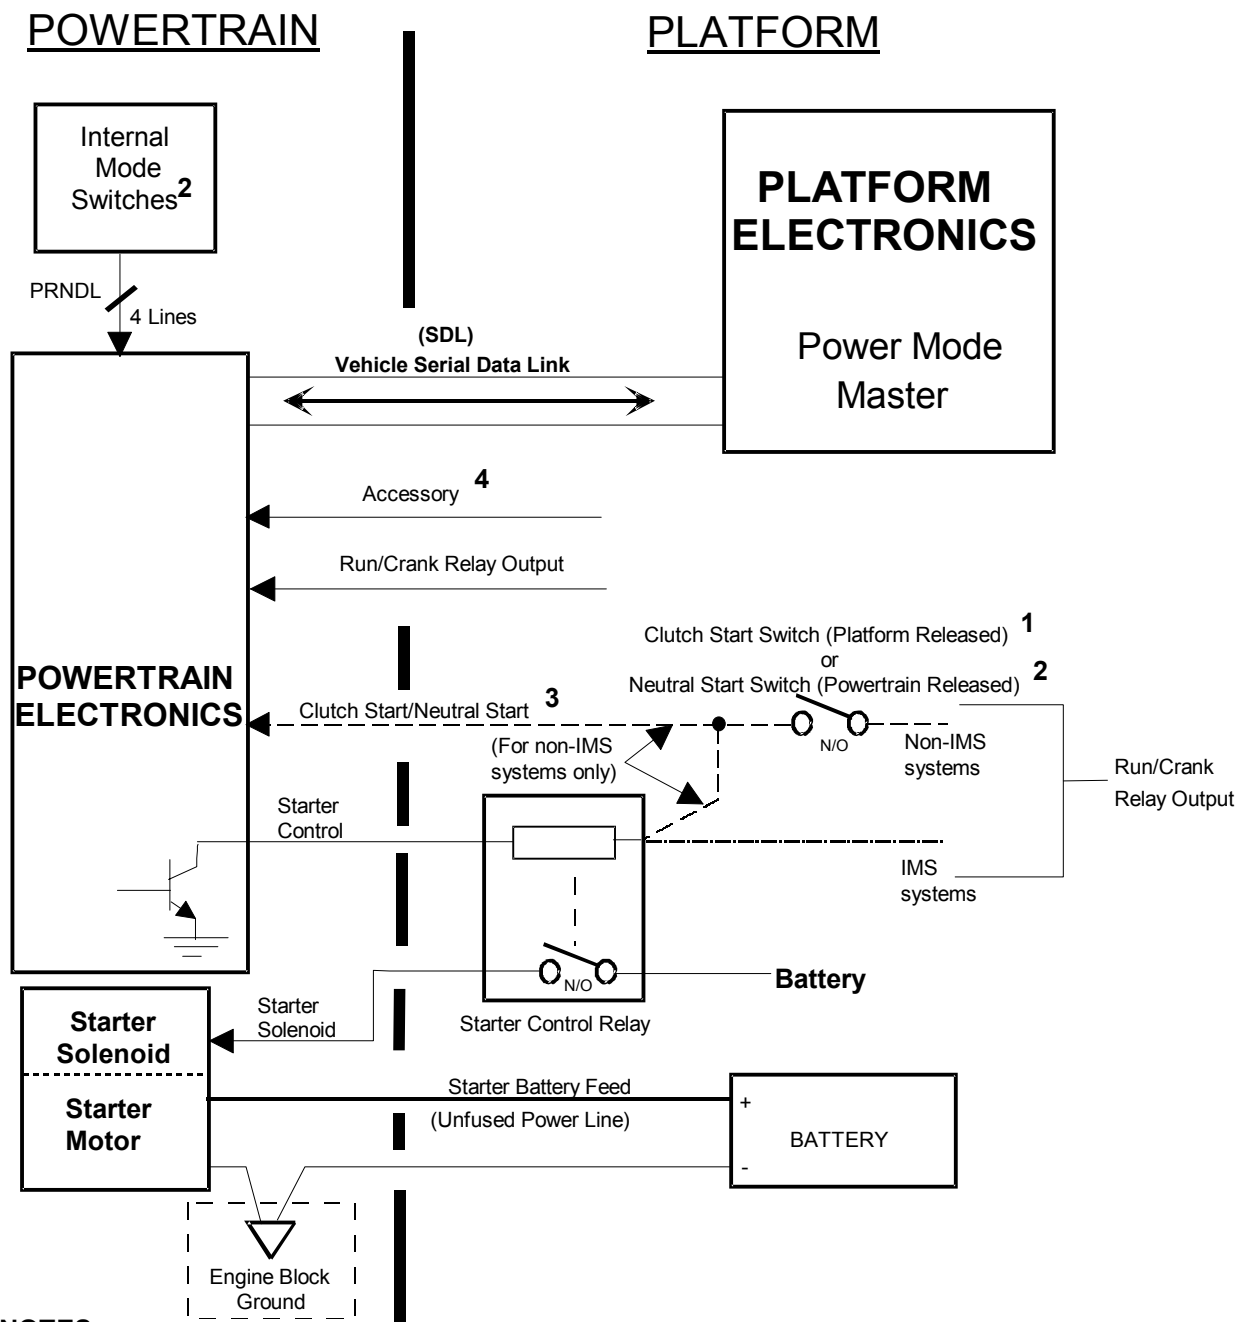 POWERTRAIN
PLATFORM
Internal
Mode
Switches2
PRNDL
4 Lines
PLATFORM
ELECTRONICS
Power Mode
Master
(SDL)
Vehicle Serial Data Link
Accessory 4
Run/Crank Relay Output
POWERTRAIN
ELECTRONICS
Clutch Start Switch (Platform Released) 1
or
Neutral Start Switch (Powertrain Released) 2
Clutch Start/Neutral Start 3
(For non-IMS
systems only)
N/O
Non-IMS
systems
Run/Crank
Relay Output
Starter
Control
IMS
systems
N/O
Battery
Starter Control Relay
Starter
Solenoid
Starter
Solenoid
Starter
Motor
Starter Battery Feed
(Unfused Power Line)
+
BATTERY
-
Engine Block
Ground
NOTES